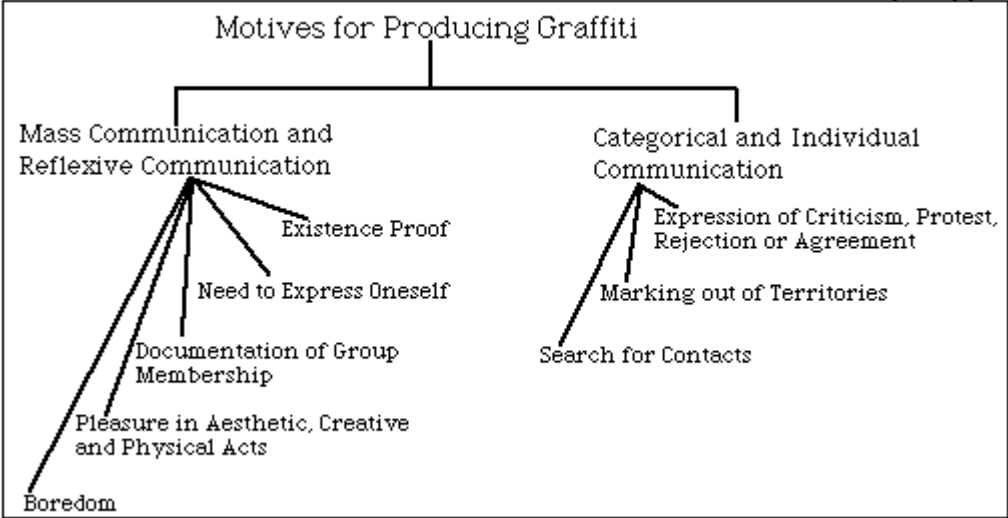 Motives for Producing Graffiti
Mass Communication and
Reflexive Communication
Existence Proof
Need to Express Oneself
Documentation of Group
Membership
Pleasure in Aesthetic, Creative
and Physical Acts
Boredom
Categorical and Individual
Communication
Expression of Criticism, Protest,
Rejection or Agreement
Marking out of Territories
Search for Contacts